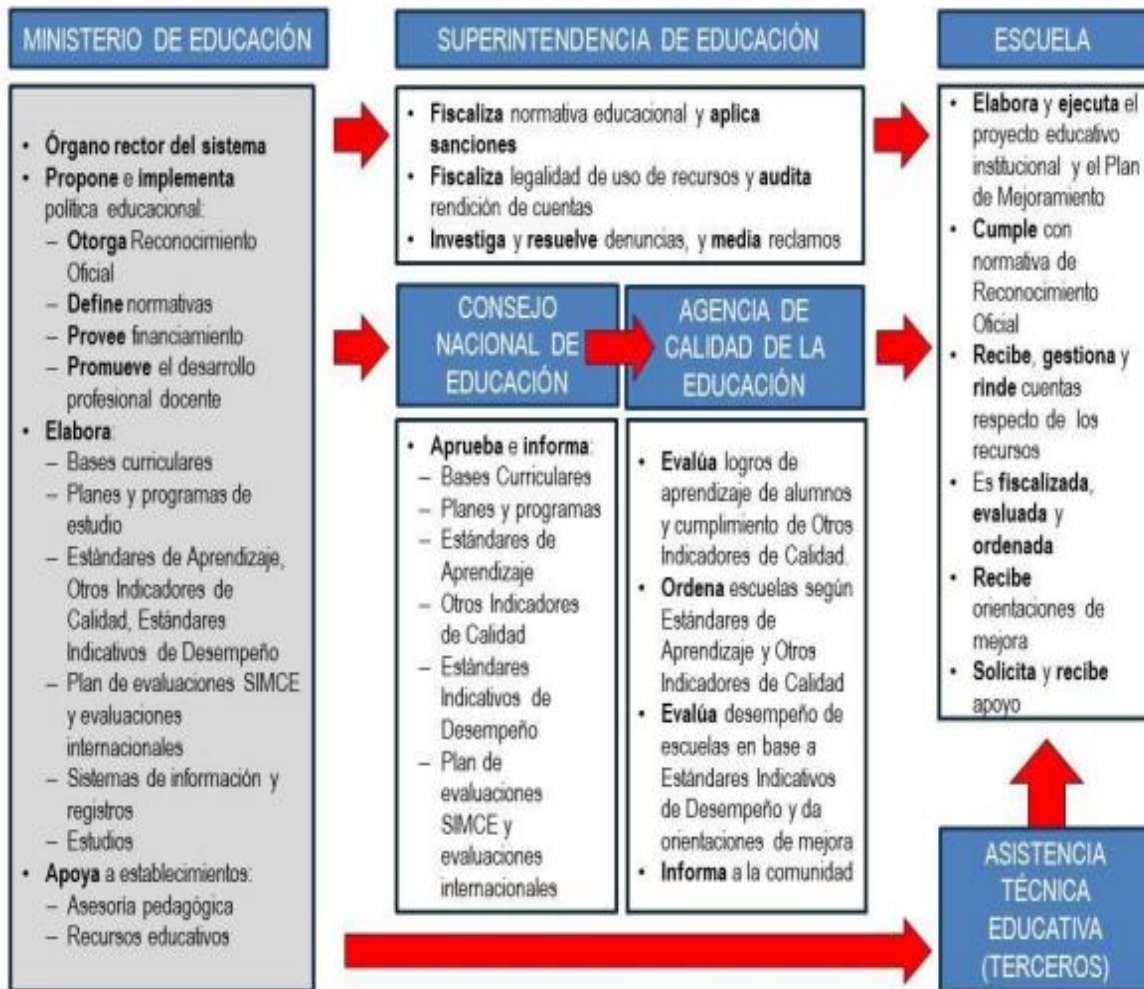 MINISTERIO DE EDUCACIÓN
• Órgano rector del sistema
• Propone e implementa
política educacional:
– Otorga Reconocimiento
Oficial
– Define normativas
– Provee financiamiento
– Promueve el desarrollo
profesional docente
• Elabora:
– Bases curriculares
– Planes y programas de
estudio
– Estándares de Aprendizaje,
Otros Indicadores de
Calidad, Estándares
Indicativos de Desempeño
– Plan de evaluaciones SIMCE
y evaluaciones
internacionales
– Sistemas de información y
registros
– Estudios
• Apoya a establecimientos:
– Asesoría pedagógica
– Recursos educativos
SUPERINTENDENCIA DE EDUCACIÓN
• Fiscaliza normativa educacional y aplica
sanciones
• Fiscaliza legalidad de uso de recursos y audita
rendición de cuentas
• Investiga y resuelve denuncias, y media reclamos
CONSEJO
NACIONAL DE
EDUCACIÓN
• Aprueba e informa:
– Bases Curriculares
– Planes y programas
– Estándares de
Aprendizaje
– Otros Indicadores
de Calidad
– Estándares
Indicativos de
Desempeño
– Plan de
evaluaciones
SIMCE y
evaluaciones
internacionales
AGENCIA DE
CALIDAD DE LA
EDUCACIÓN
• Evalúa logros de
aprendizaje de alumnos
y cumplimiento de Otros
Indicadores de Calidad.
• Ordena escuelas según
Estándares de
Aprendizaje y Otros
Indicadores de Calidad
• Evalúa desempeño de
escuelas en base a
Estándares Indicativos
de Desempeño y da
orientaciones de mejora
• Informa a la comunidad
ESCUELA
• Elabora y ejecuta el
proyecto educativo
institucional y el Plan
de Mejoramiento
• Cumple con
normativa de
Reconocimiento
Oficial
• Recibe, gestiona y
rinde cuentas
respecto de los
recursos
• Es fiscalizada,
evaluada y
ordenada
• Recibe
orientaciones de
mejora
• Solicita y recibe
apoyo
ASISTENCIA
TÉCNICA
EDUCATIVA
(TERCEROS)